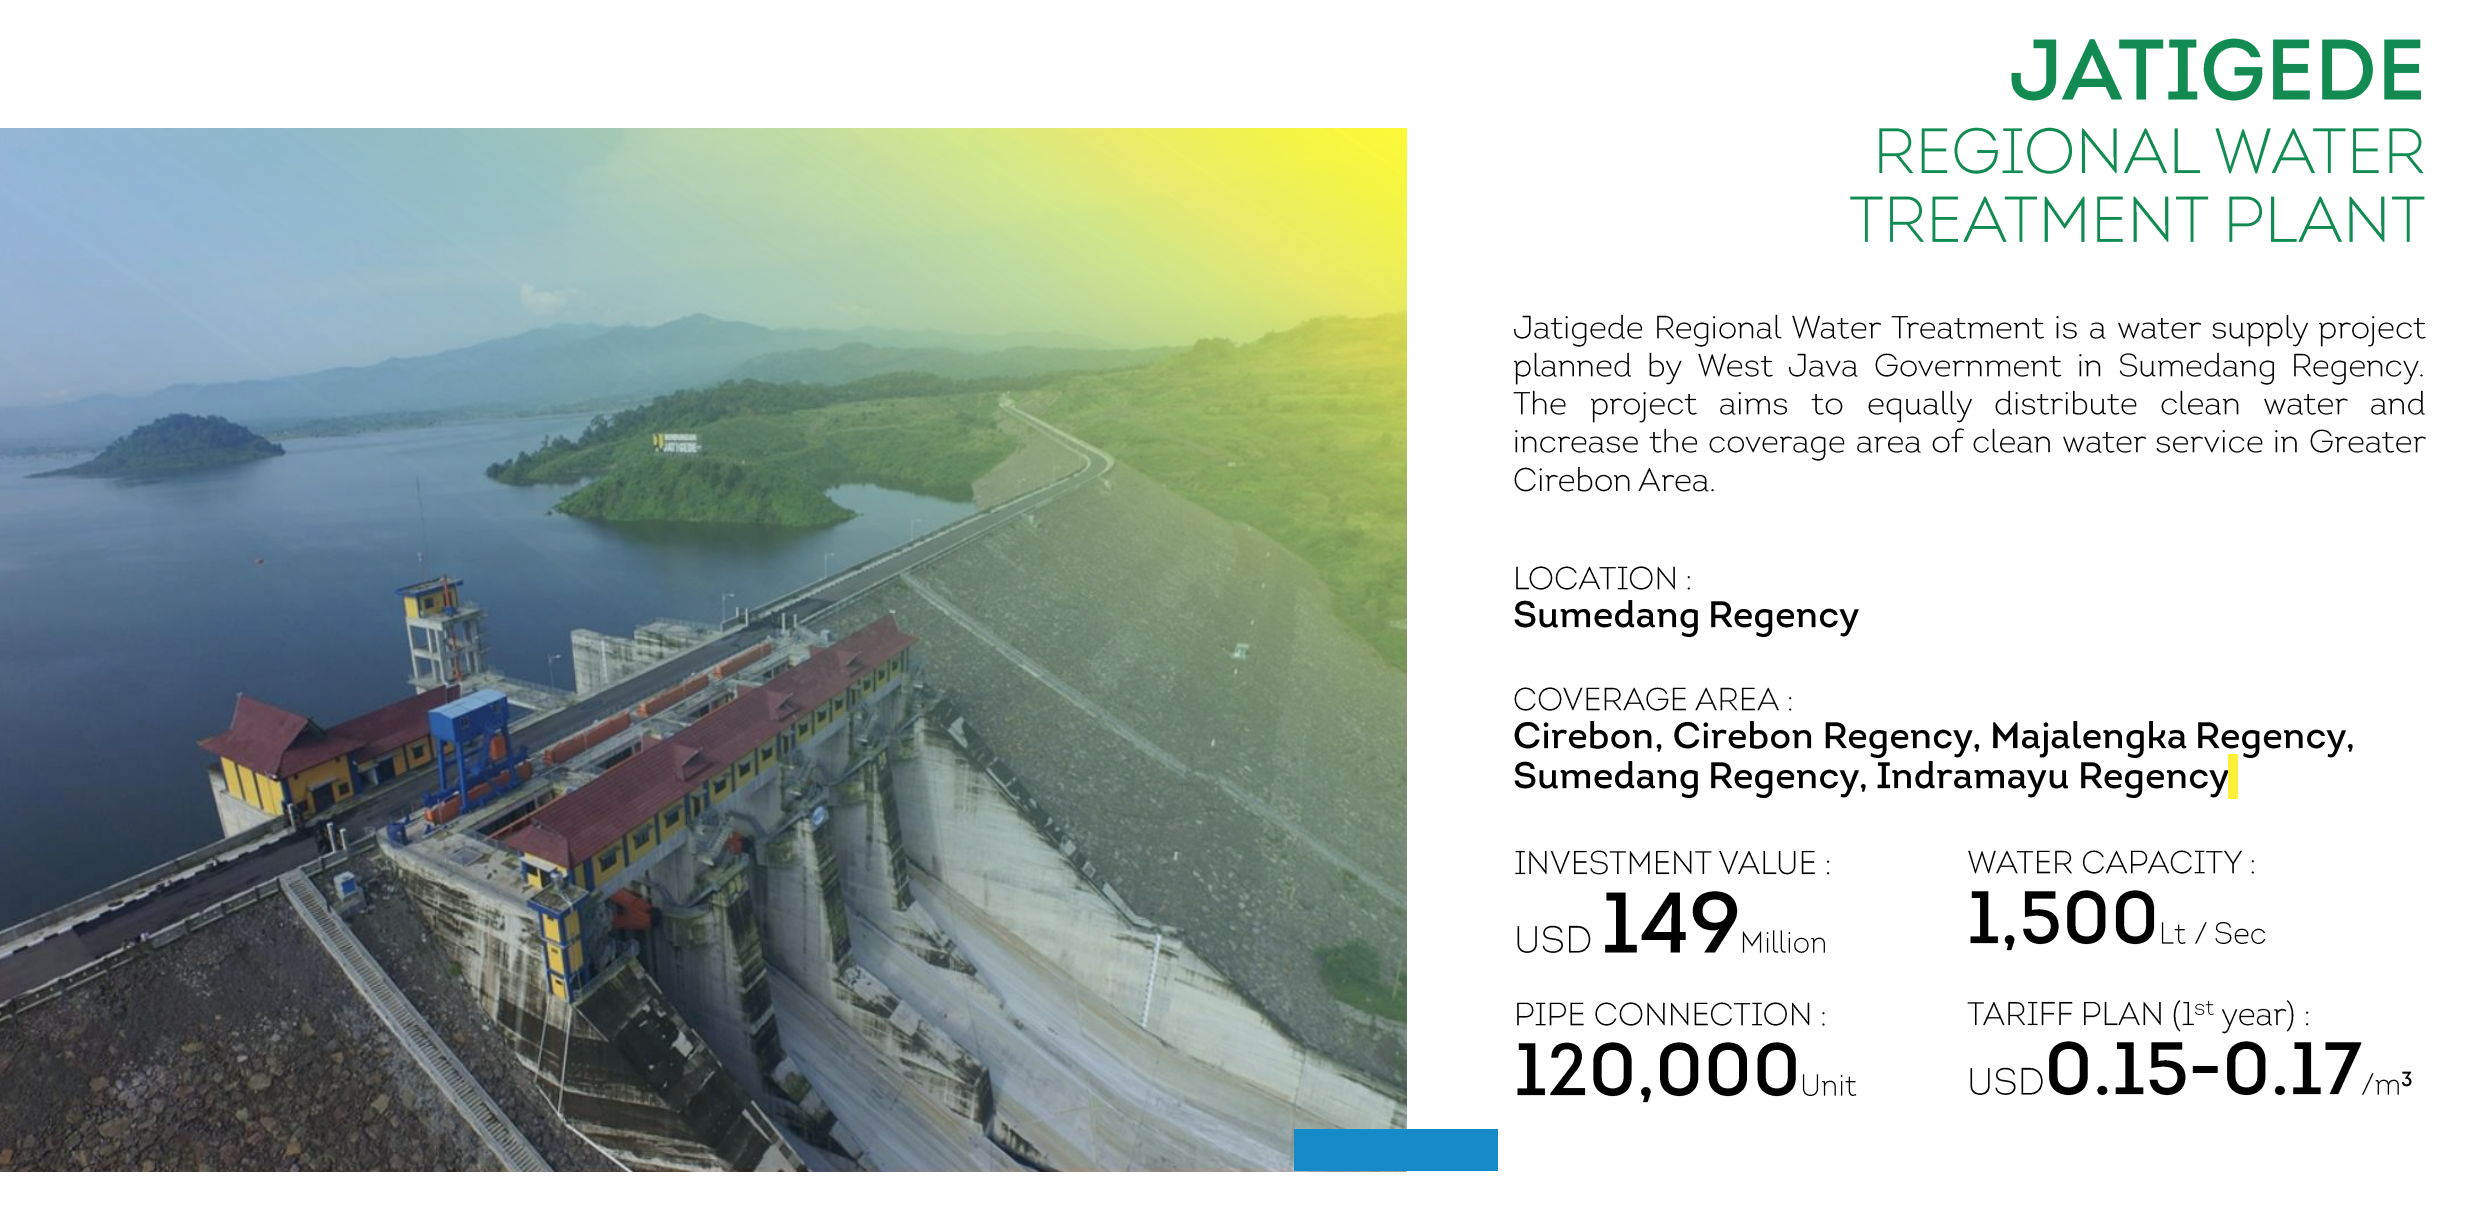 JATIGEDE
REGIONAL WATER
TREATMENT PLANT
Jatigede Regional Water Treatment is a water supply project
planned by West Java Government in Sumedang Regency.
The project aims to equally distribute clean water and
increase the coverage area of clean water service in Greater
Cirebon Area.
LOCATION :
Sumedang Regency
COVERAGE AREA :
Cirebon, Cirebon Regency, Majalengka Regency,
Sumedang Regency, Indramayu Regency
INVESTMENT VALUE :
USD 149 Million
WATER CAPACITY :
1,500 Lt / Sec
PIPE CONNECTION :
120,000 Unit
TARIFF PLAN (1st year) :
USD 0.15-0.17 /m³
JATIGEDE